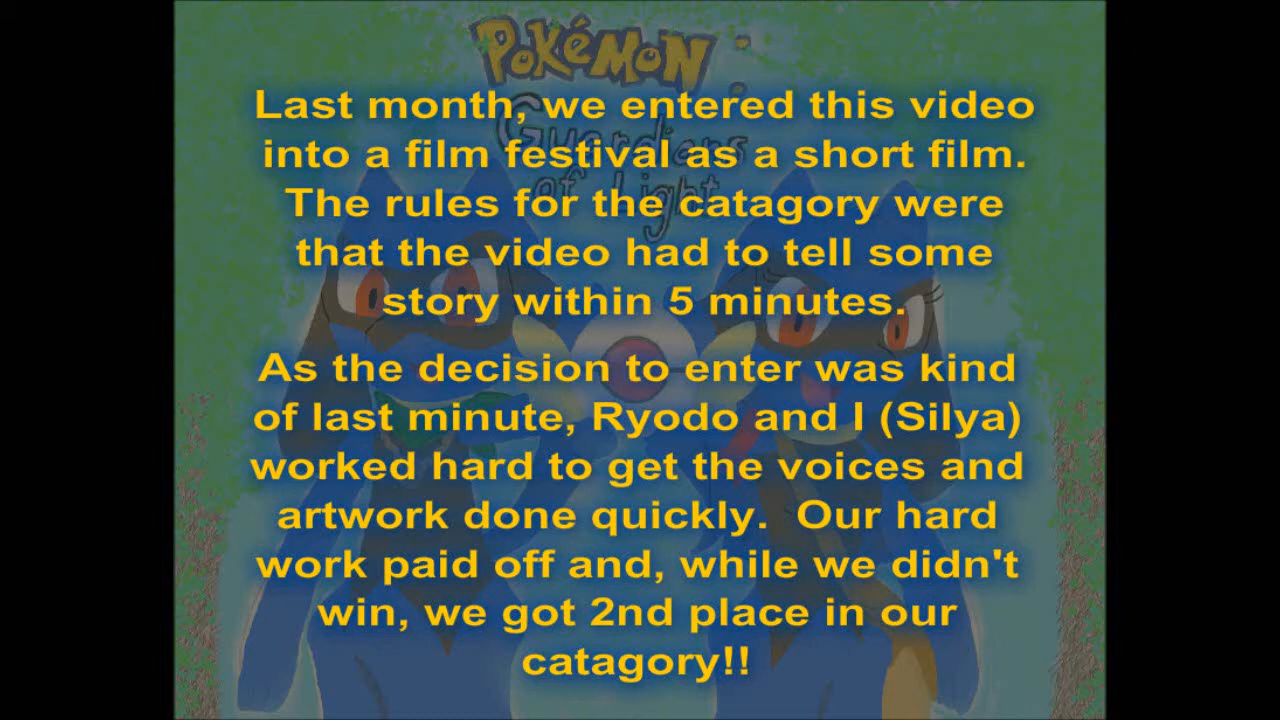 POKéMON :
Guardians
of Light
Last month, we entered this video
into a film festival as a short film.
The rules for the catagory were
that the video had to tell some
story within 5 minutes.
As the decision to enter was kind
of last minute, Ryodo and I (Silya)
worked hard to get the voices and
artwork done quickly. Our hard
work paid off and, while we didn't
win, we got 2nd place in our
catagory!!